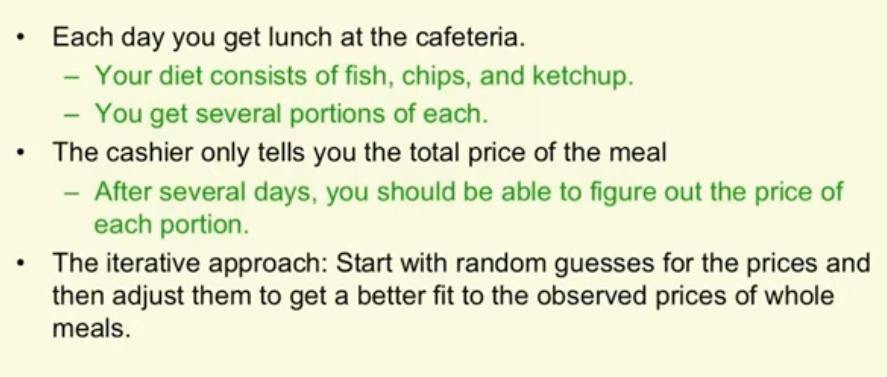 • Each day you get lunch at the cafeteria.
– Your diet consists of fish, chips, and ketchup.
– You get several portions of each.
• The cashier only tells you the total price of the meal
– After several days, you should be able to figure out the price of
each portion.
• The iterative approach: Start with random guesses for the prices and
then adjust them to get a better fit to the observed prices of whole
meals.